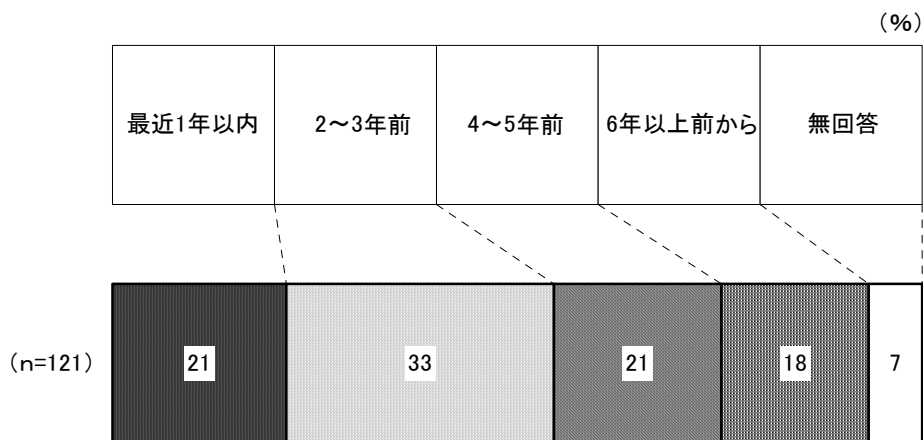 (%)
最近1年以内
2～3年前
4～5年前
6年以上前から
無回答
(n=121)
21
33
21
18
7